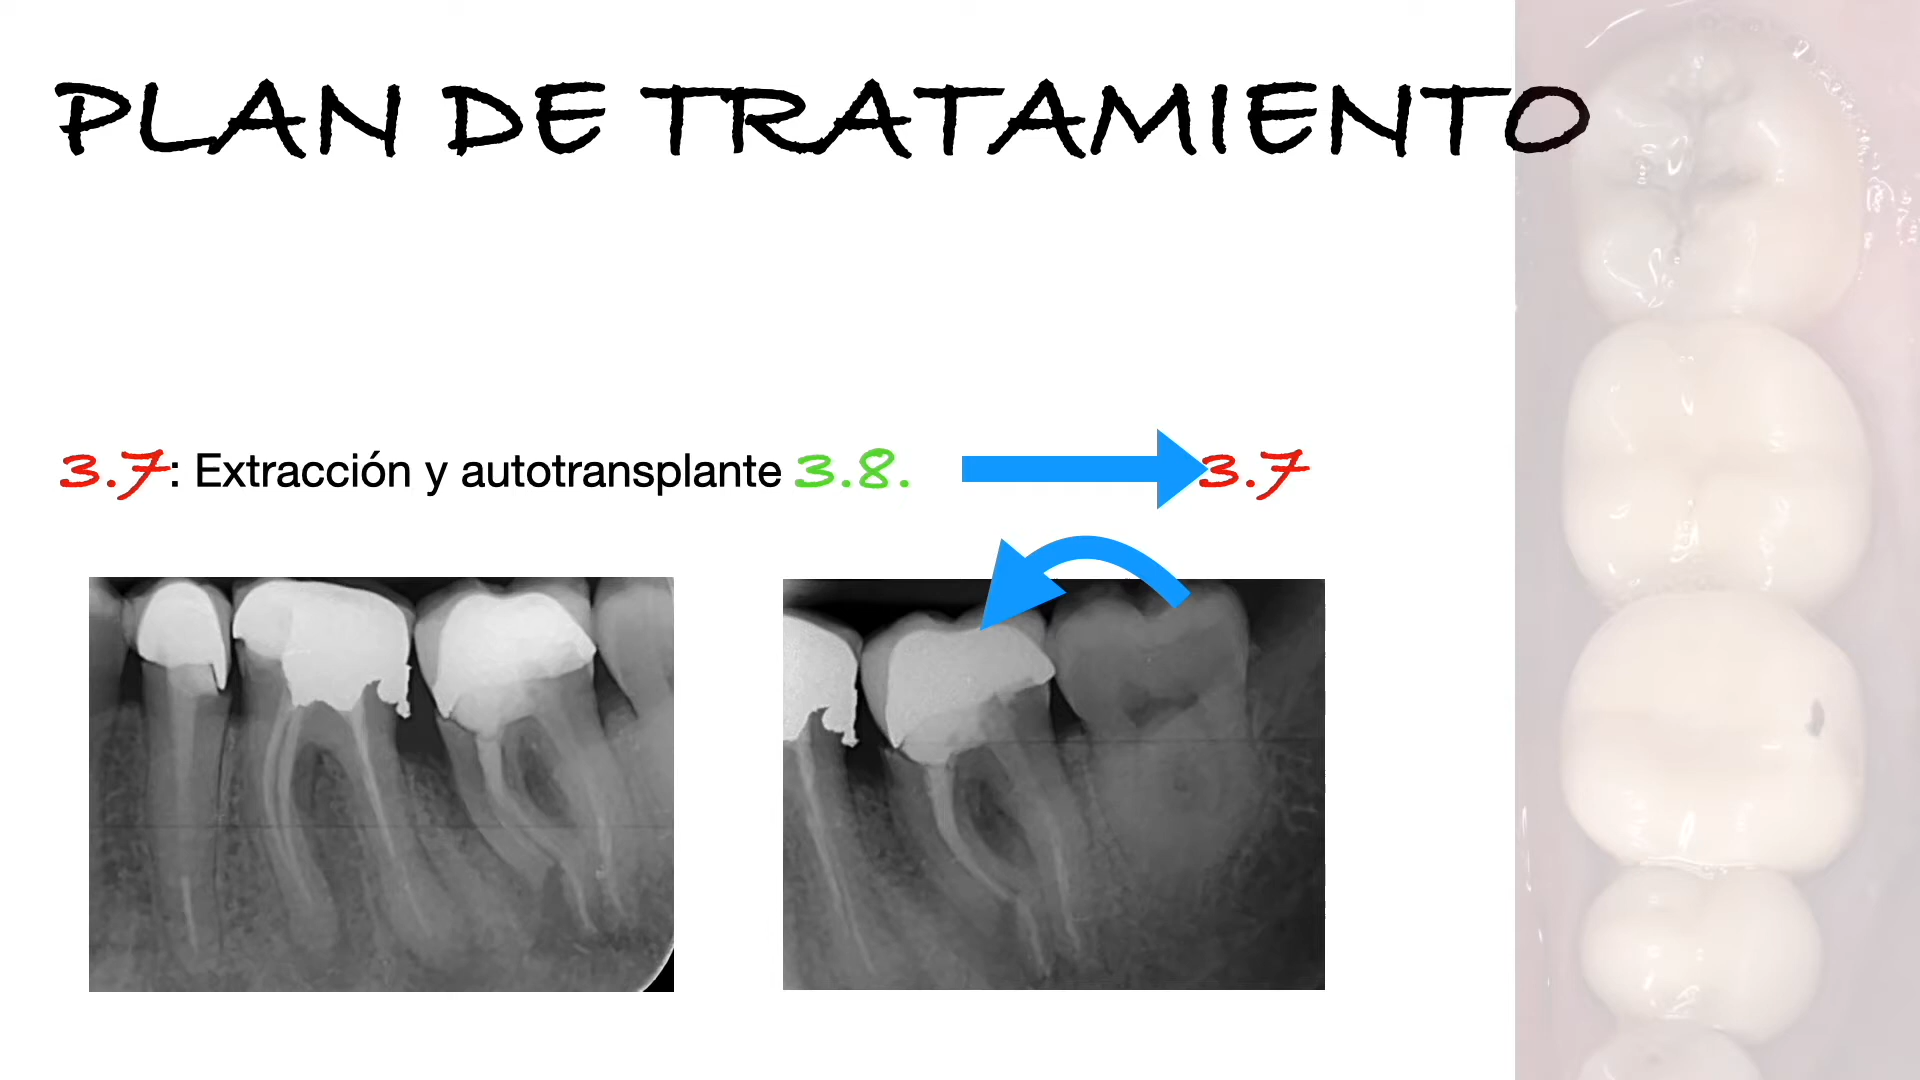 PLAN DE TRATAMIENTO
3.7: Extracción y autotransplante 3.8. 3.7